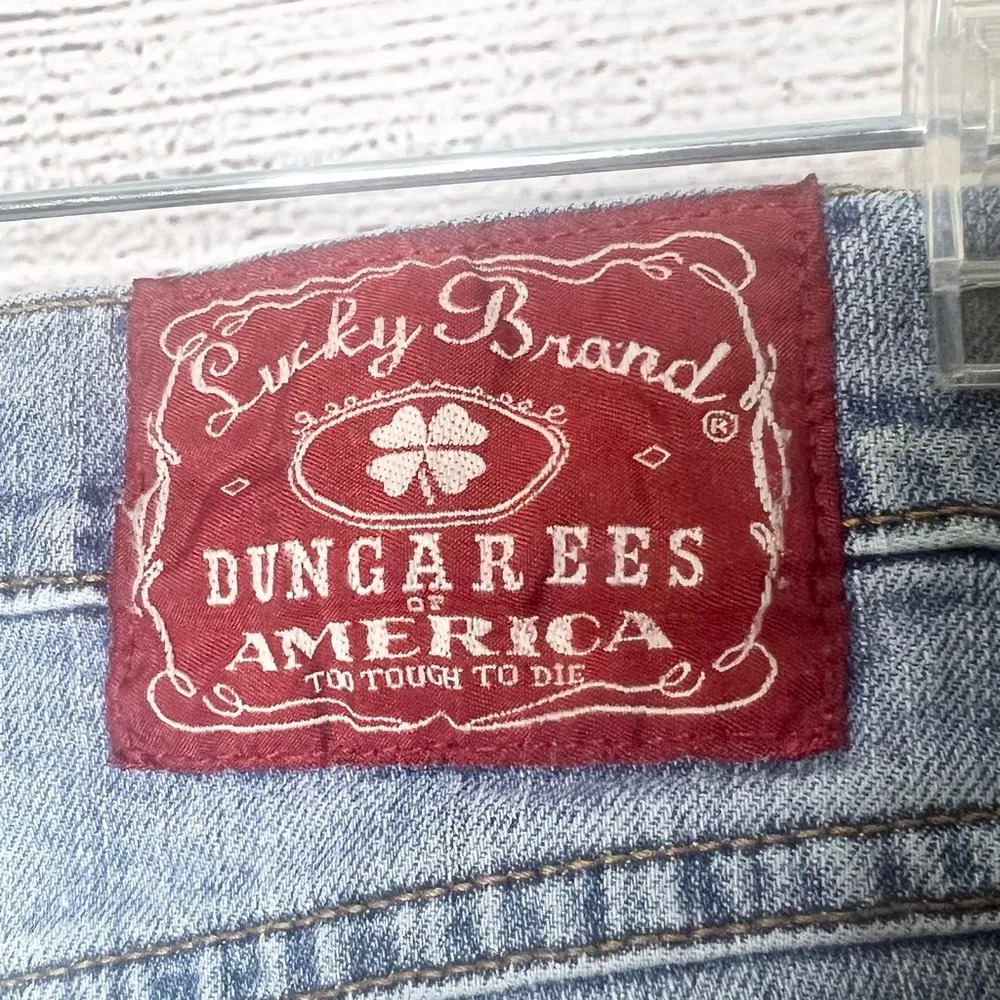 Lucky Brand®
DUNGAREES
OF
AMERICA
TOO TOUGH TO DIE